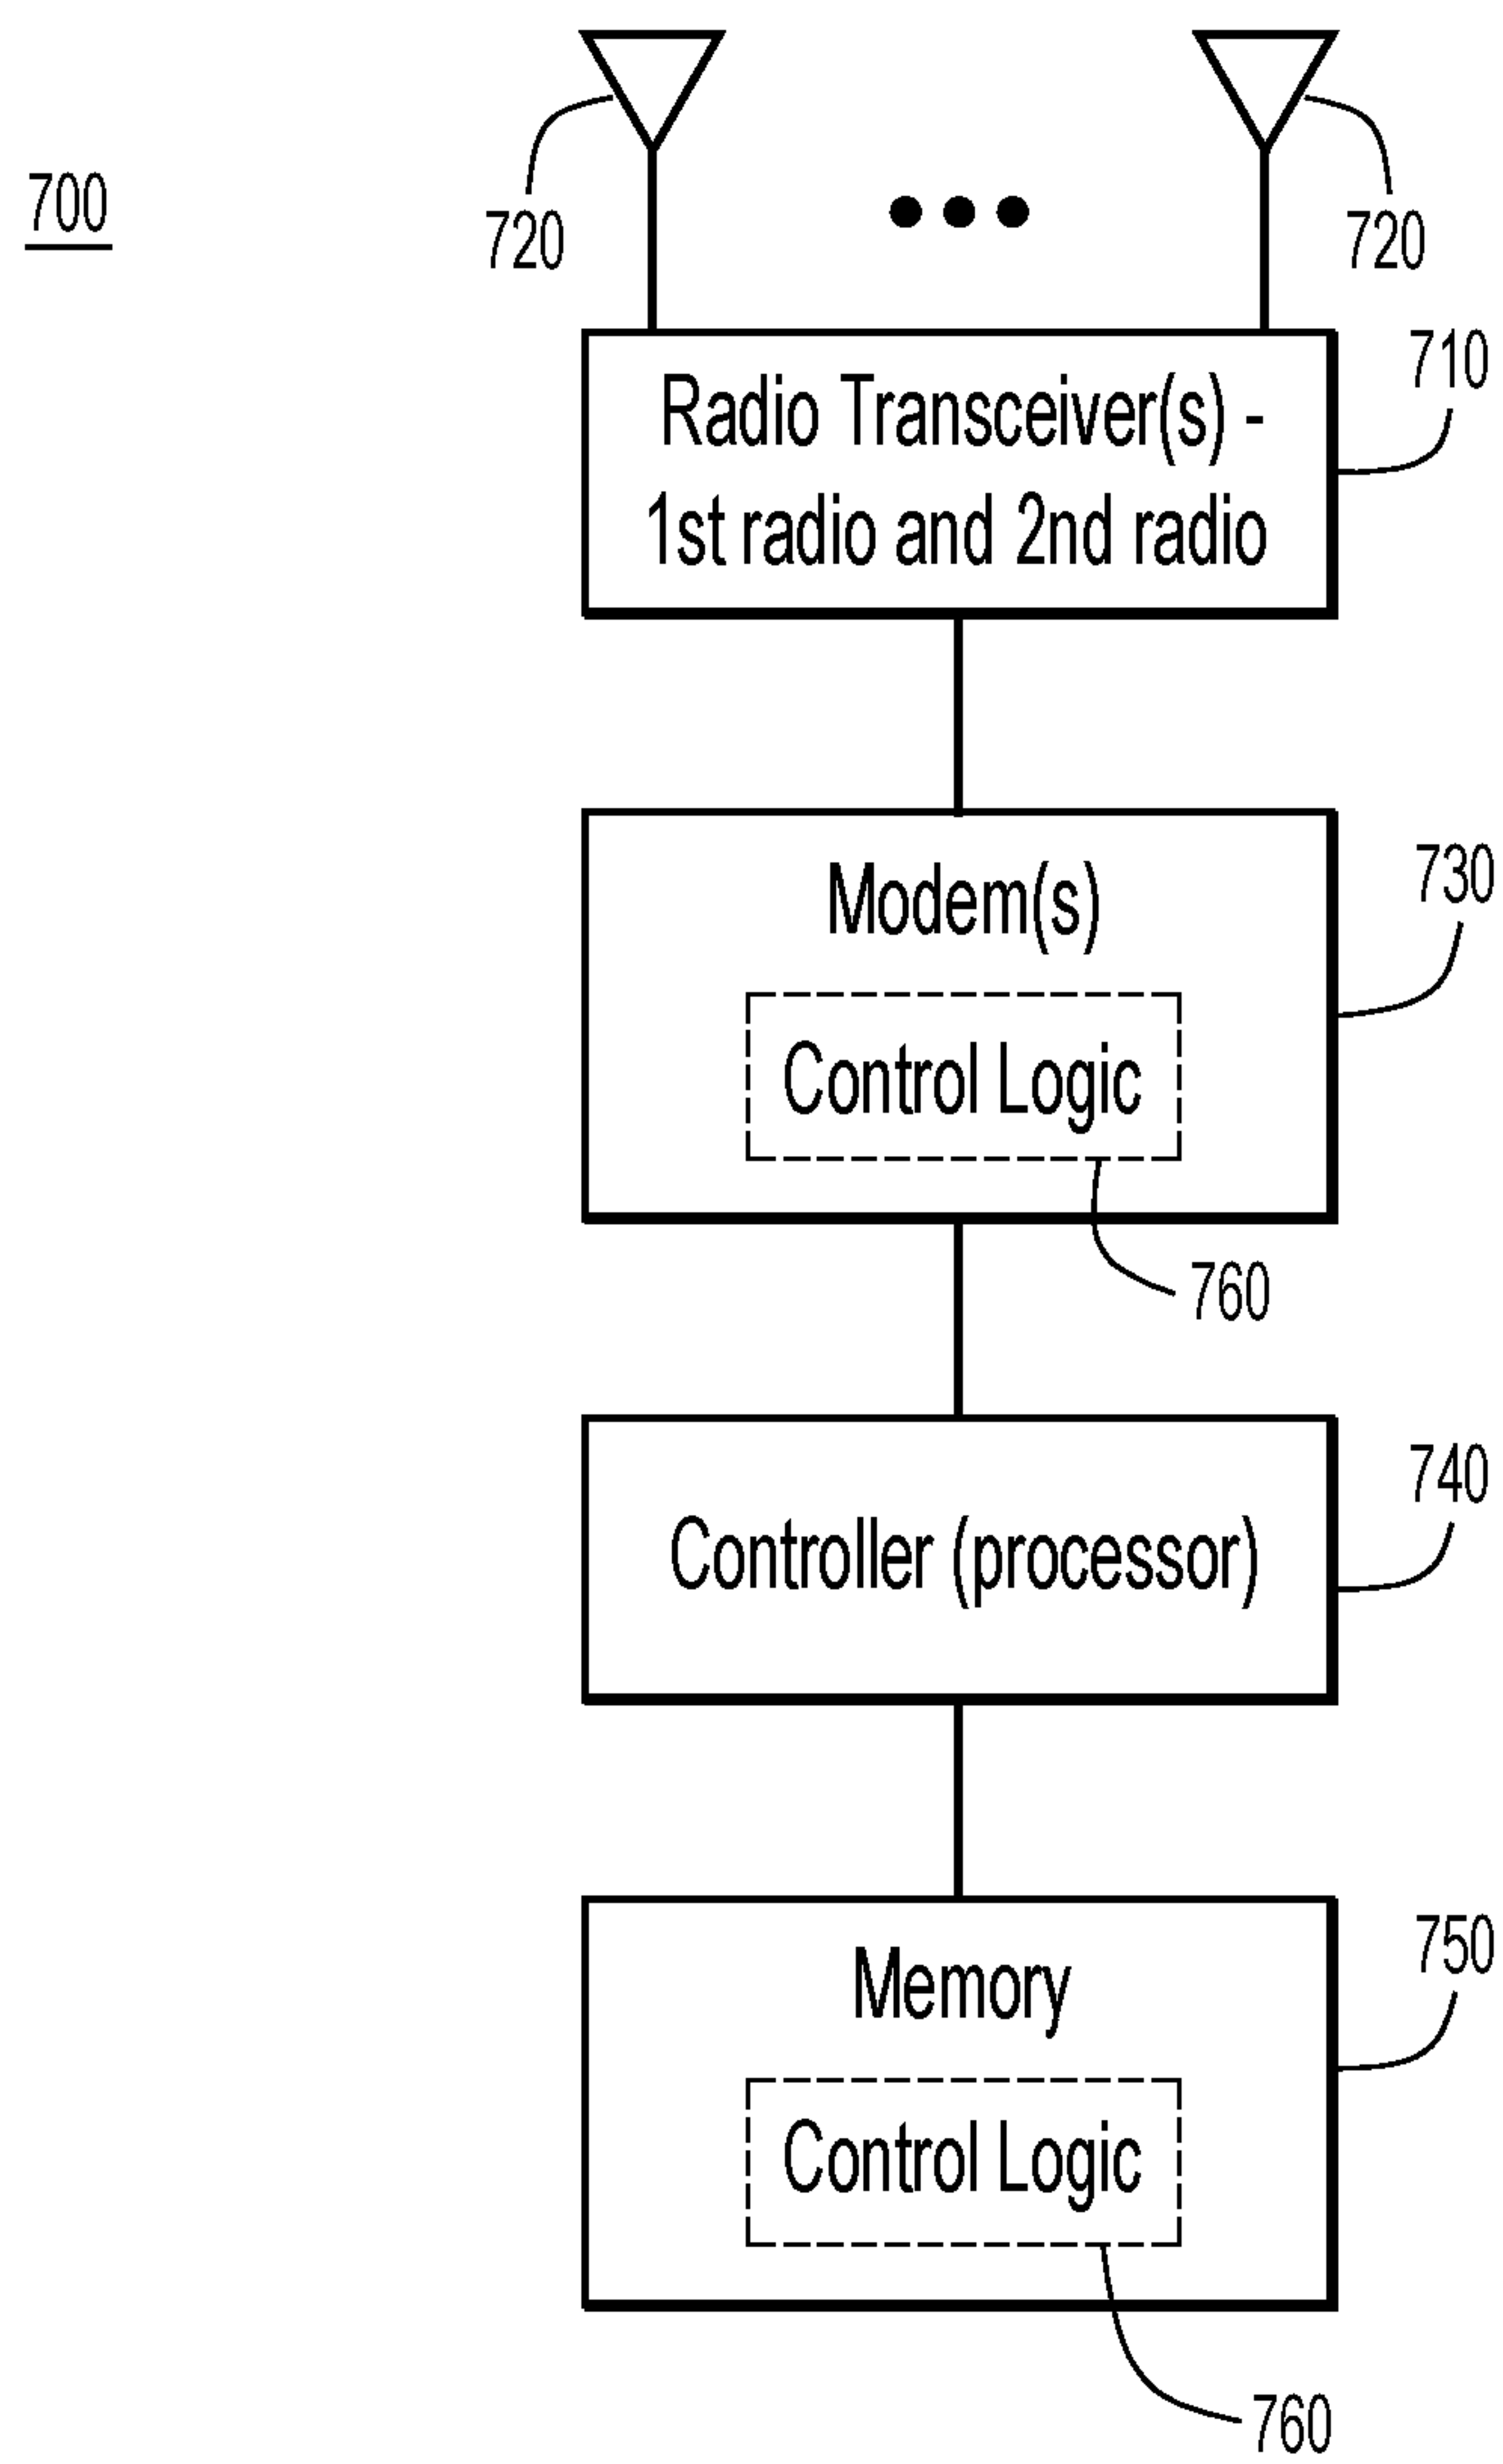 700
720
720
710
Radio Transceiver(s) -
1st radio and 2nd radio
730
Modem(s)
Control Logic
760
740
Controller (processor)
750
Memory
Control Logic
760